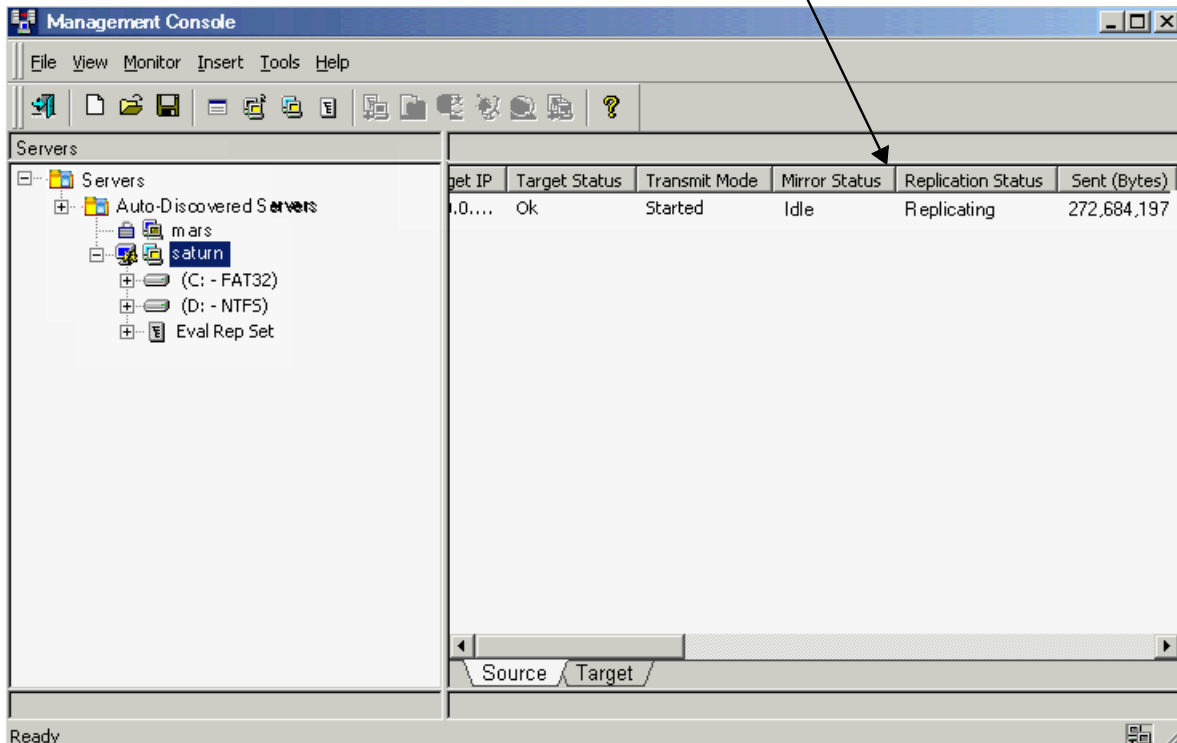 Management Console
File View Monitor Insert Tools Help
Servers
Servers
Auto-Discovered Servers
mars
saturn
(C: - FAT32)
(D: - NTFS)
Eval Rep Set
get IP Target Status Transmit Mode Mirror Status Replication Status Sent (Bytes)
.0.... Ok Started Idle Replicating 272,684,197
Source Target
Ready